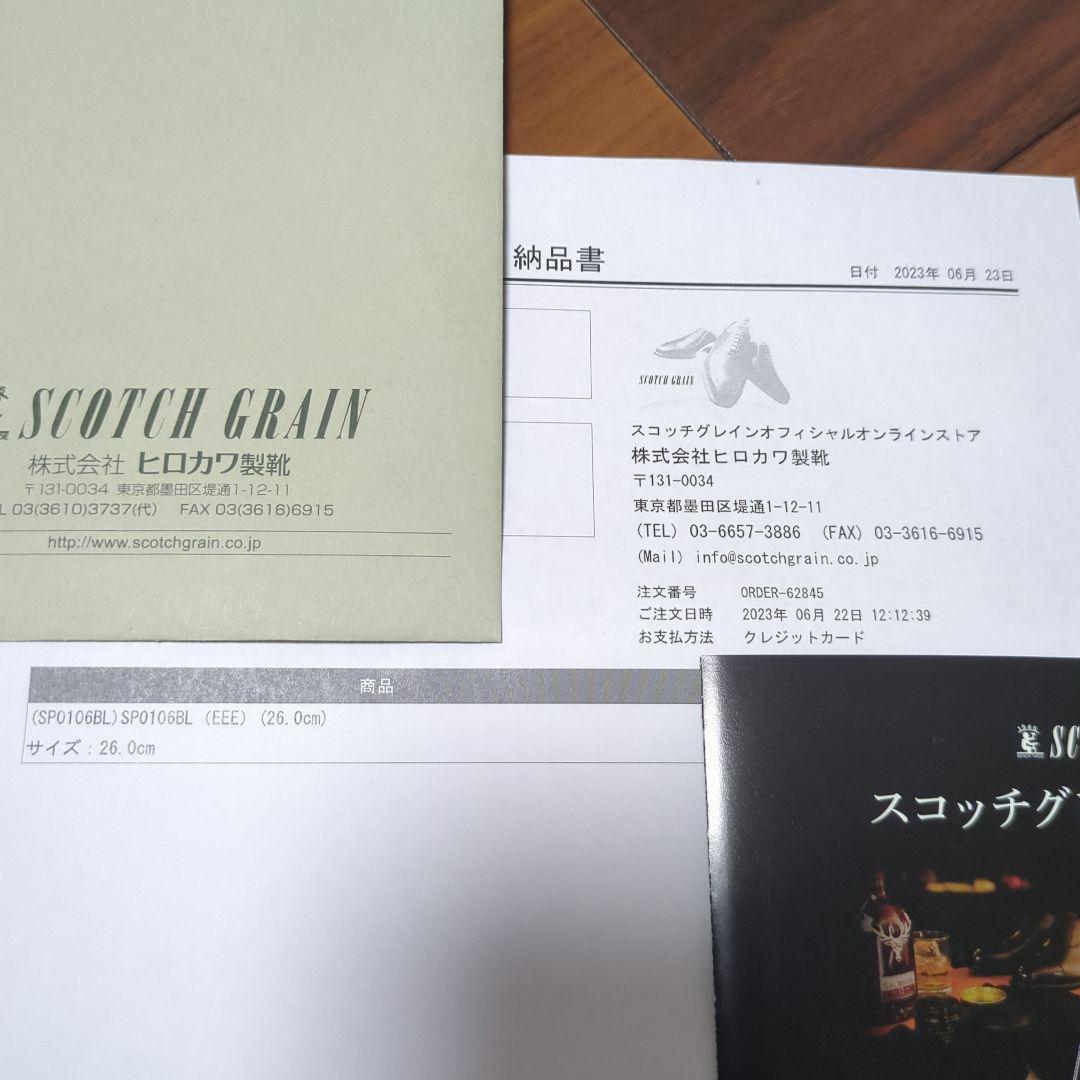 SCOTCH GRAIN
株式会社 ヒロカワ製靴
〒131-0034 東京都墨田区堤通1-12-11
L 03(3610)3737(代) FAX 03(3616)6915
http://www.scotchgrain.co.jp
納品書
日付 2023年 06月 23日
SCOTCH GRAIN
スコッチグレインオフィシャルオンラインストア
株式会社ヒロカワ製靴
〒131-0034
東京都墨田区堤通1-12-11
(TEL) 03-6657-3886 (FAX) 03-3616-6915
(Mail) info@scotchgrain.co.jp
注文番号 ORDER-62845
ご注文日時 2023年 06月 22日 12:12:39
お支払方法 クレジットカード
商品
(SP0106BL)SP0106BL (EEE) (26.0cm)
サイズ：26.0cm
SC
スコッチグ